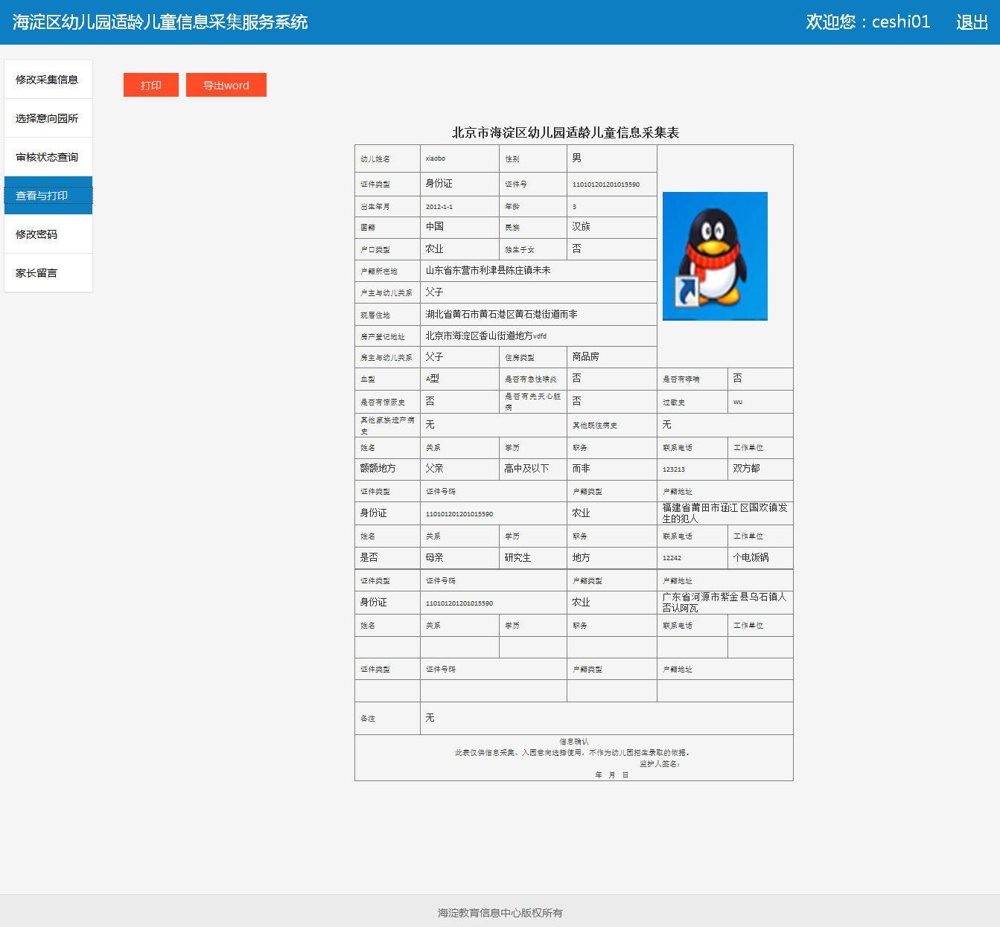 海淀区幼儿园适龄儿童信息采集服务系统 欢迎您：ceshi01 退出
修改采集信息
选择意向园所
审核状态查询
查看与打印
修改密码
家长留言
打印 导出word
北京市海淀区幼儿园适龄儿童信息采集表
幼儿姓名 xiaobo 性别 男
证件类型 身份证 证件号 110101201201015590
出生年月 2012-1-1 年龄 3
国籍 中国 民族 汉族
户口类型 农业 独生子女 否
户籍所在地 山东省东营市利津县陈庄镇未未
户主与幼儿关系 父子
现居住地 湖北省黄石市黄石港区黄石港街道而非
房产登记地址 北京市海淀区香山街道地方vdfd
房主与幼儿关系 父子 住房类型 商品房
血型 A型 是否有急性喉炎 否 是否有哮喘 否
是否有惊厥史 否 是否有先天心脏病 否 过敏史 wu
其他家族遗产病史 无 其他既往病史 无
姓名 关系 学历 职务 联系电话 工作单位
额额地方 父亲 高中及以下 而非 123213 双方都
证件类型 证件号码 户籍类型 户籍地址
身份证 110101201201015590 农业 福建省莆田市涵江区国欢镇发生的犯人
姓名 关系 学历 职务 联系电话 工作单位
是否 母亲 研究生 地方 12242 个电饭锅
证件类型 证件号码 户籍类型 户籍地址
身份证 110101201201015590 农业 广东省河源市紫金县乌石镇人否认阿瓦
姓名 关系 学历 职务 联系电话 工作单位
证件类型 证件号码 户籍类型 户籍地址
备注 无
信息确认
此表仅供信息采集、入园意向选择使用，不作为幼儿园招生录取的依据。
监护人签名：
年 月 日
海淀教育信息中心版权所有